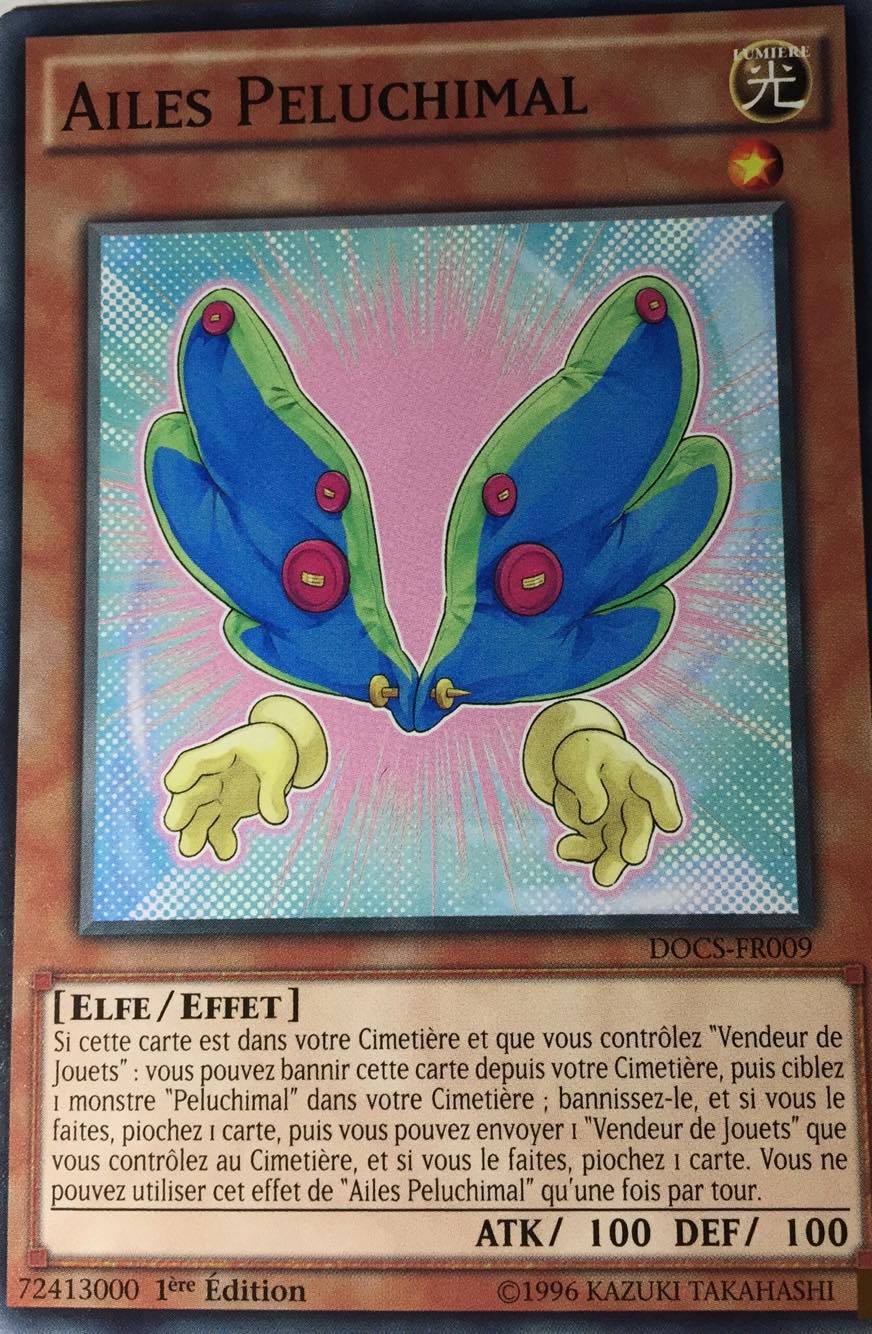 AILES PELUCHIMAL
LUMIERE
光
DOCS-FR009
[ELFE/EFFET]
Si cette carte est dans votre Cimetière et que vous contrôlez "Vendeur de
Jouets" : vous pouvez bannir cette carte depuis votre Cimetière, puis ciblez
1 monstre "Peluchimal" dans votre Cimetière ; bannissez-le, et si vous le
faites, piochez 1 carte, puis vous pouvez envoyer 1 "Vendeur de Jouets" que
vous contrôlez au Cimetière, et si vous le faites, piochez 1 carte. Vous ne
pouvez utiliser cet effet de "Ailes Peluchimal" qu'une fois par tour.
ATK/ 100 DEF/ 100
72413000 1ère Édition ©1996 KAZUKI TAKAHASHI